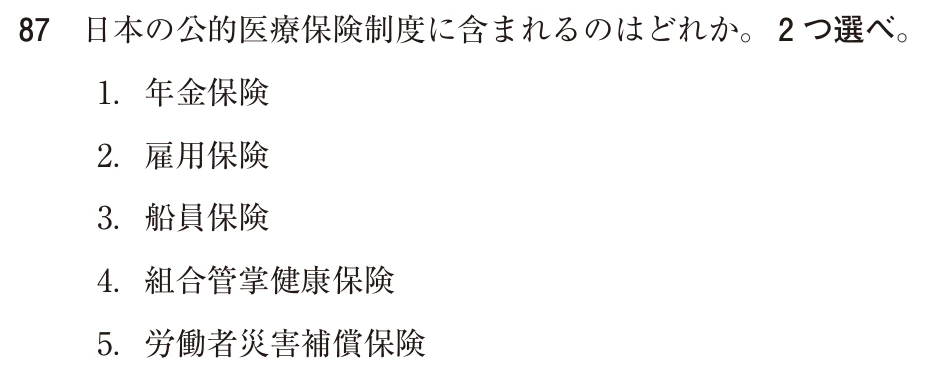 87 日本の公的医療保険制度に含まれるのはどれか。2つ選べ。
1. 年金保険
2. 雇用保険
3. 船員保険
4. 組合管掌健康保険
5. 労働者災害補償保険